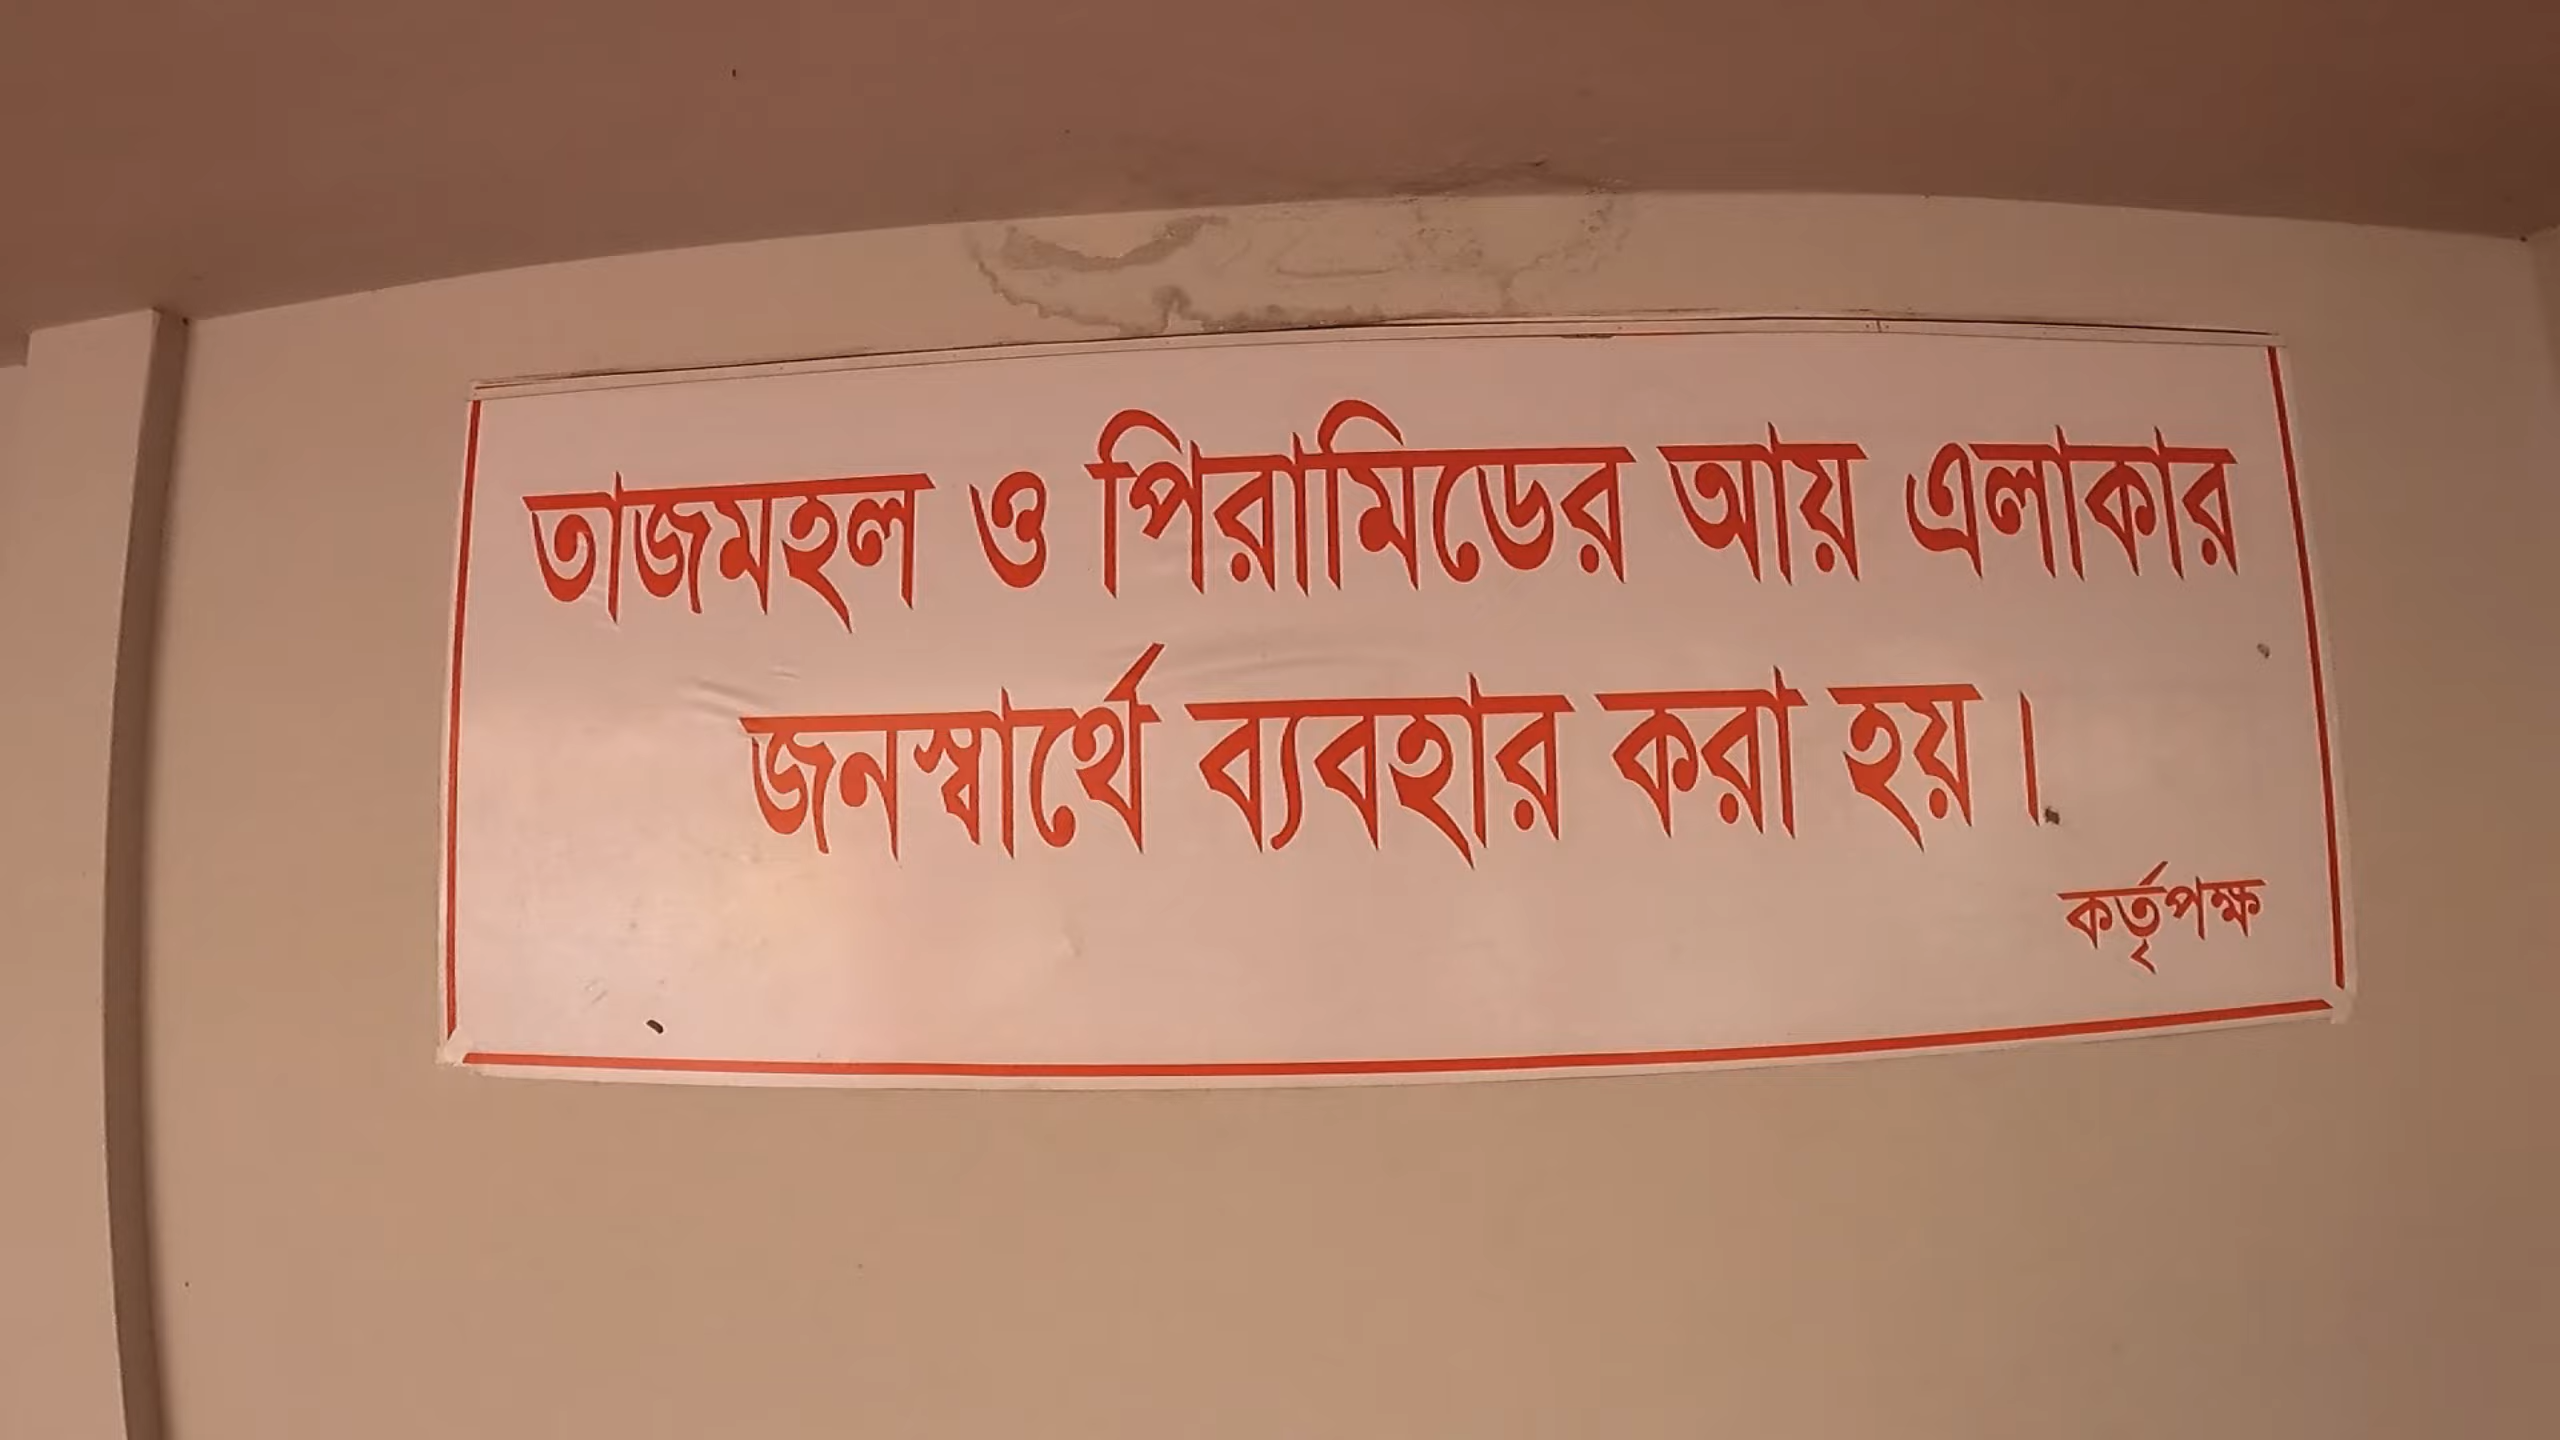 তাজমহল ও পিরামিডের আয় এলাকার
জনস্বার্থে ব্যবহার করা হয়।
কর্তৃপক্ষ